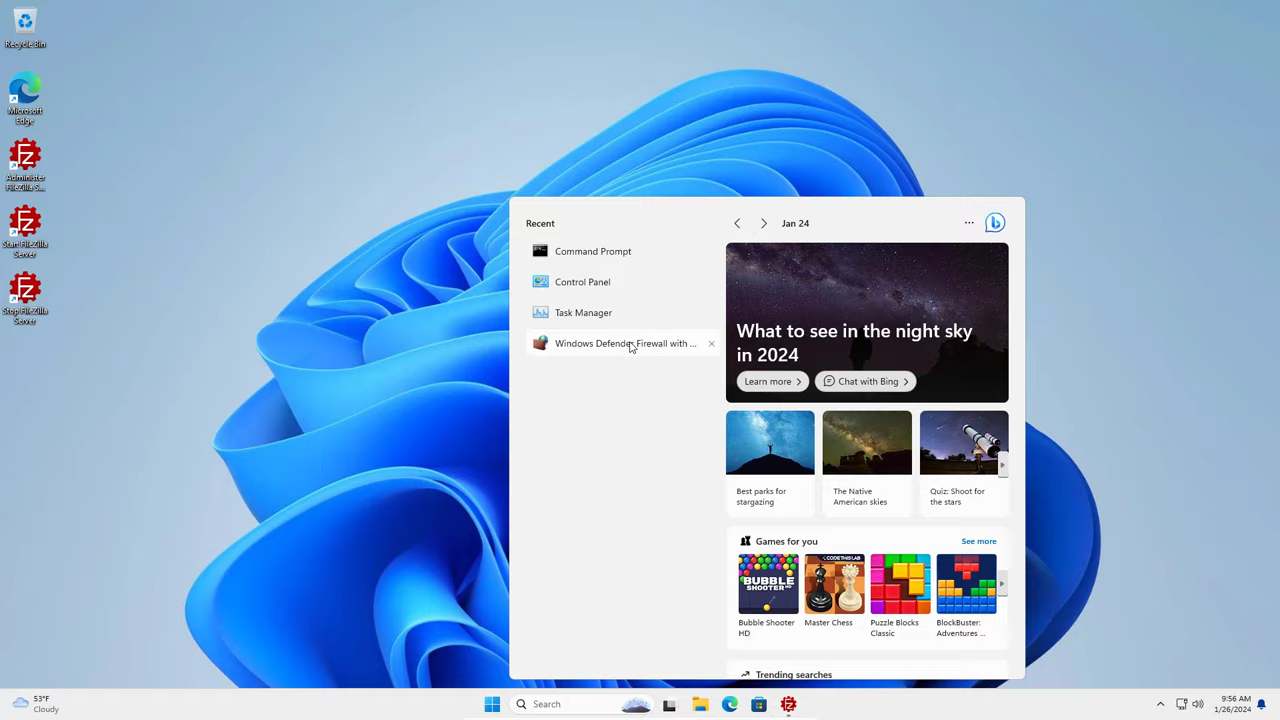 Recycle Bin
Microsoft
Edge
Administer
FileZilla S...
Start FileZilla
Server
Stop FileZilla
Server
Recent
Command Prompt
Control Panel
Task Manager
Windows Defender Firewall with ...
Jan 24
What to see in the night sky
in 2024
Learn more
Chat with Bing
Best parks for
stargazing
The Native
American skies
Quiz: Shoot for
the stars
Games for you
See more
BUBBLE
SHOOTER HD
CODE THIS LAB
Bubble Shooter
HD
Master Chess
Puzzle Blocks
Classic
BlockBuster:
Adventures ...
Trending searches
53°F
Cloudy
Search
9:56 AM
1/26/2024